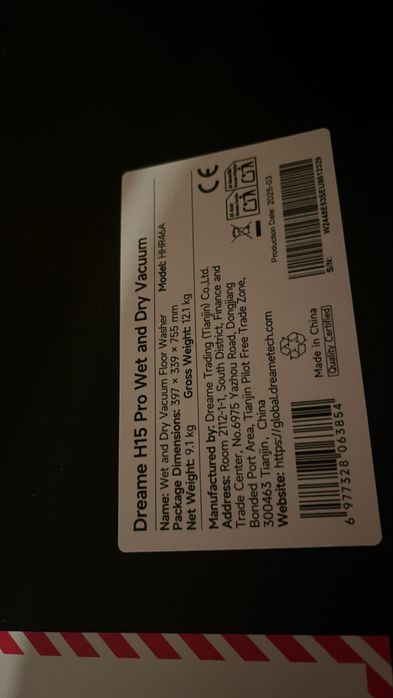 Dreame H15 Pro Wet and Dry Vacuum
Name: Wet and Dry Vacuum Floor Washer Model: HHR46A
Package Dimensions: 397 × 339 × 755 mm
Net Weight: 9.1 kg Gross Weight: 12.1 kg
Manufactured by: Dreame Trading (Tianjin) Co.,Ltd.
Address: Room 2112-1-1, South District, Finance and
Trade Center, No.6975 Yazhou Road, Dongjiang
Bonded Port Area, Tianjin Pilot Free Trade Zone,
300463 Tianjin, China
Website: https://global.dreametech.com
CE
Production Date: 2025-03
6 977328 063854
Made in China
Quality Certified
S/N: